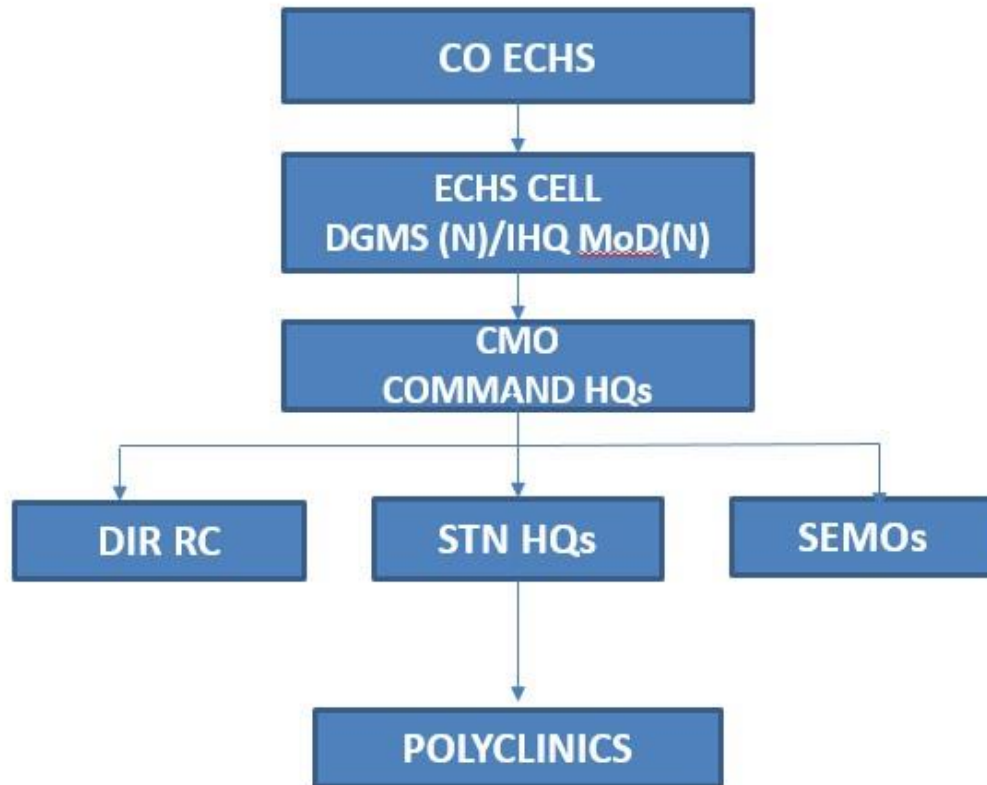 CO ECHS
ECHS CELL
DGMS (N)/IHQ MoD(N)
CMO
COMMAND HQs
DIR RC
STN HQs
SEMOs
POLYCLINICS